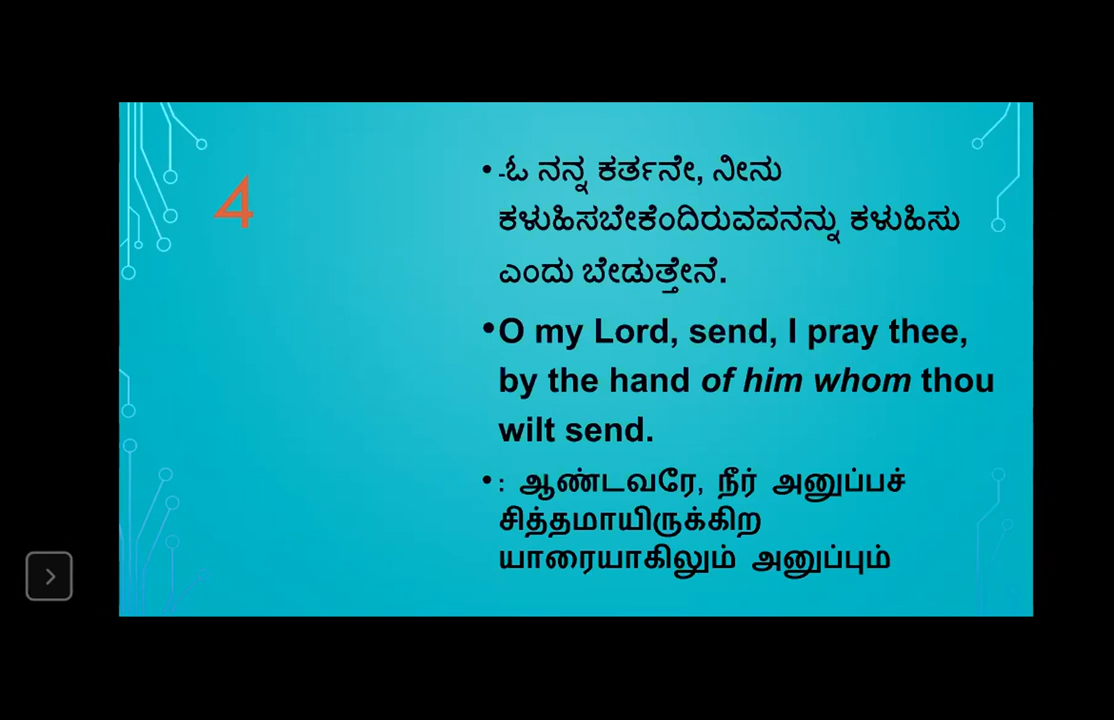 4
• -ಓ ನನ್ನ ಕರ್ತನೇ, ನೀನು
ಕಳುಹಿಸಬೇಕೆಂದಿರುವವನನ್ನು ಕಳುಹಿಸು
ಎಂದು ಬೇಡುತ್ತೇನೆ.
•O my Lord, send, I pray thee,
by the hand of him whom thou
wilt send.
• : ஆண்டவரே, நீர் அனுப்பச்
சித்தமாயிருக்கிற
யாரையாகிலும் அனுப்பும்